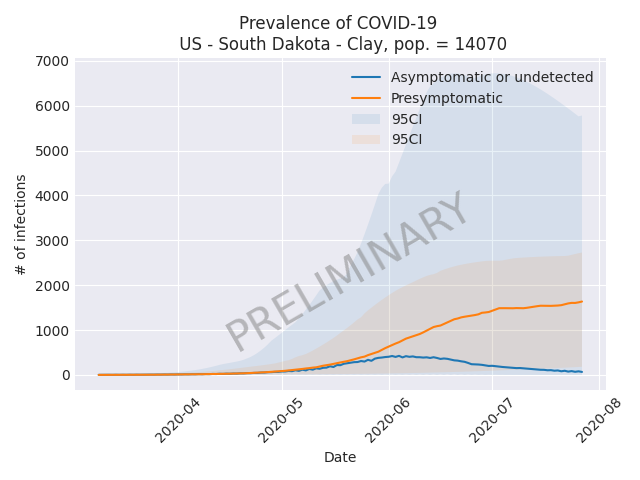 Prevalence of COVID-19
US - South Dakota - Clay, pop. = 14070
7000
6000
5000
4000
3000
2000
1000
0
# of infections
Asymptomatic or undetected
Presymptomatic
95CI
95CI
PRELIMINARY
2020-04
2020-05
2020-06
2020-07
2020-08
Date